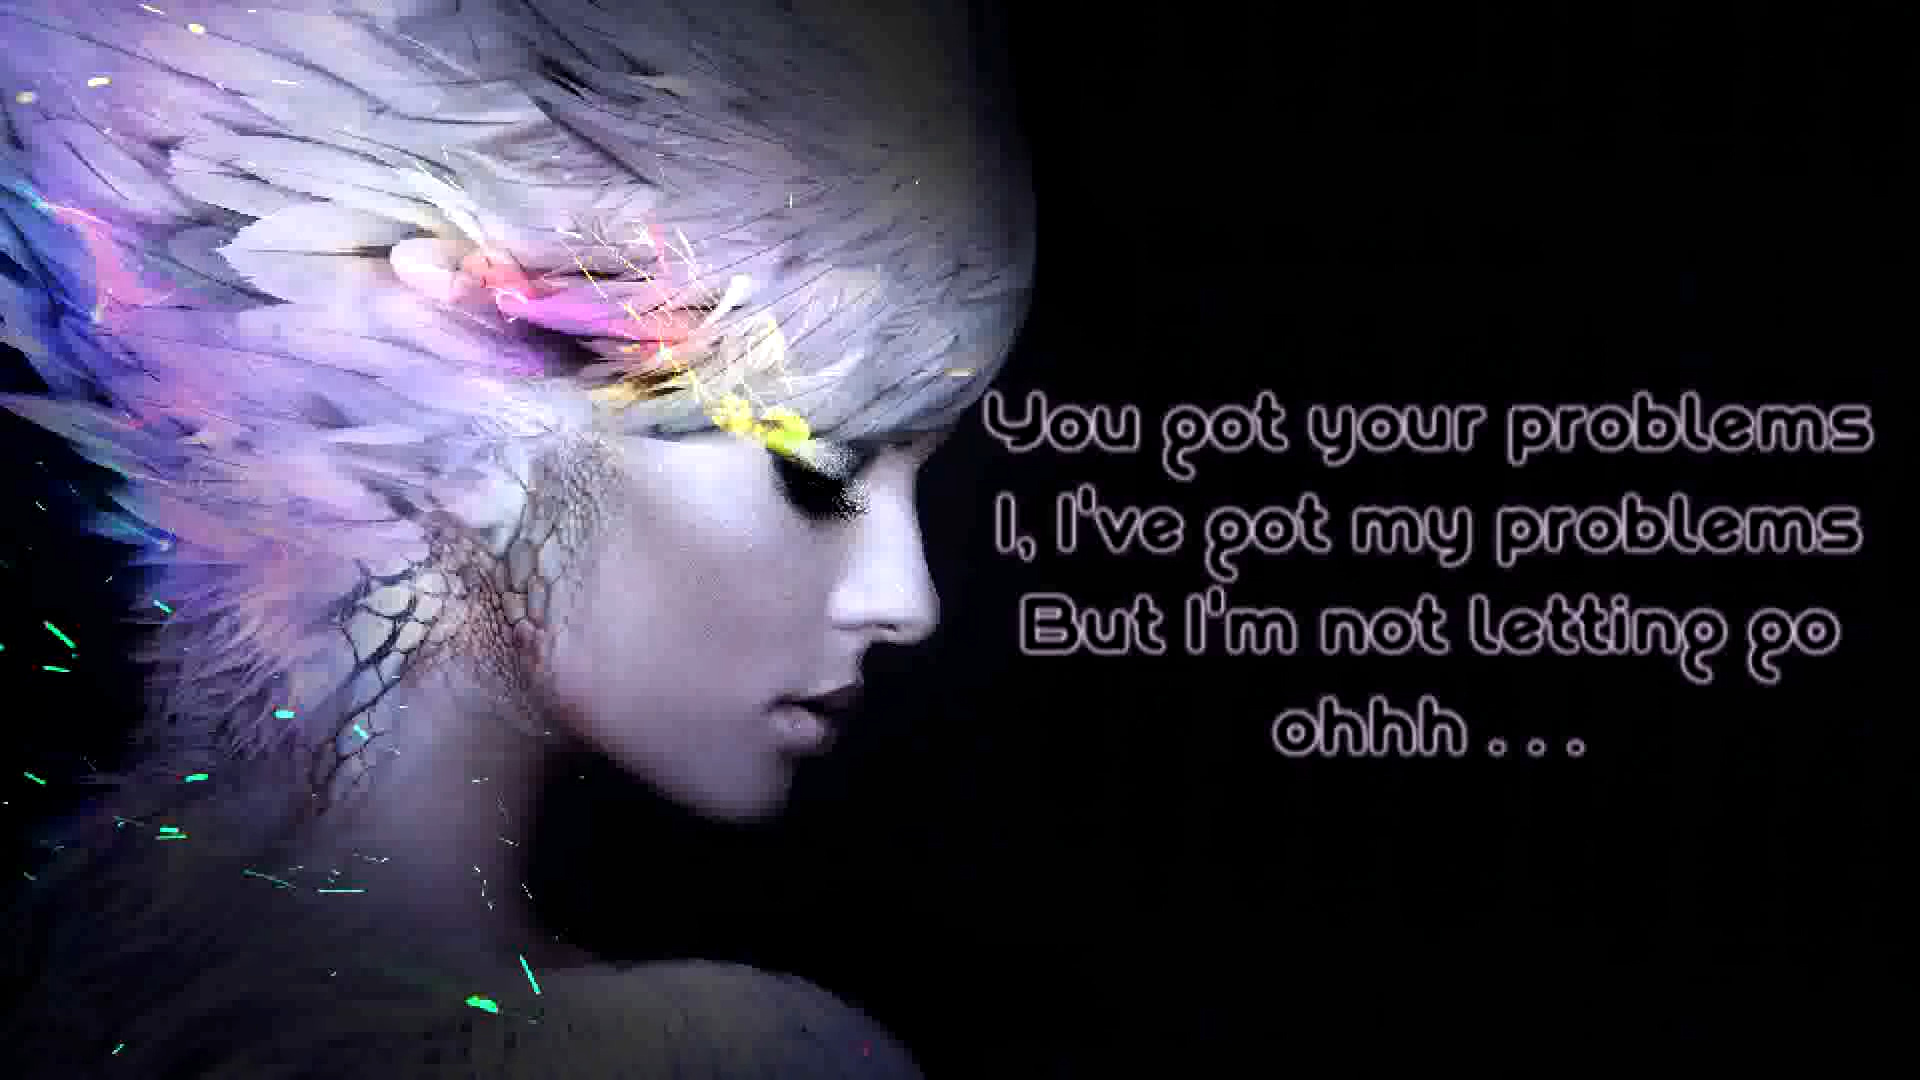 You got your problems
I, I've got my problems
But I'm not letting go
ohhh . . .